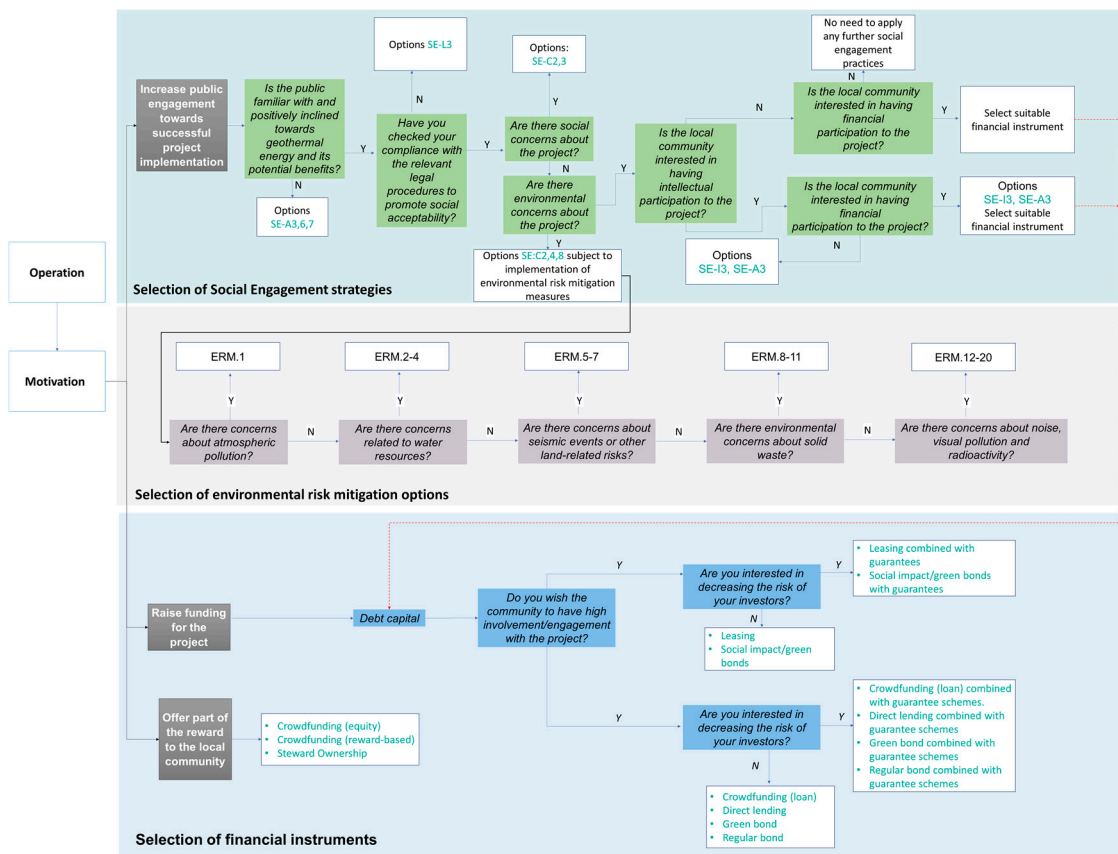 Operation
Motivation
Increase public
engagement
towards
successful
project
implementation
Is the public
familiar with and
positively inclined
towards
geothermal
energy and its
potential benefits?
Y
N
Options
SE-A3,6,7
Options SE-L3
N
Have you
checked your
compliance with
the relevant
legal
procedures to
promote social
acceptability?
Y
Options:
SE-C2,3
Y
Are there social
concerns about
the project?
N
Are there
environmental
concerns about
the project?
Y
Y
Options SE:C2,4,8 subject to
implementation of
environmental risk mitigation
measures
Is the local
community
interested in
having
intellectual
participation to the
project?
N
Y
No need to apply
any further social
engagement
practices
N
Is the local community
interested in having
financial
participation to the
project?
Y
Select suitable
financial instrument
Is the local community
interested in having
financial
participation to the project?
Y
Options
SE-I3, SE-A3
Select suitable
financial instrument
N
Options
SE-I3, SE-A3
Selection of Social Engagement strategies
ERM.1
ERM.2-4
ERM.5-7
ERM.8-11
ERM.12-20
Y
Y
Y
Y
Y
Are there concerns
about atmospheric
pollution?
N
Are there concerns
related to water
resources?
N
Are there concerns about
seismic events or other
land-related risks?
N
Are there environmental
concerns about solid
waste?
N
Are there concerns about noise,
visual pollution and
radioactivity?
Selection of environmental risk mitigation options
Raise funding
for the
project
Debt capital
Do you wish the
community to have high
involvement/engagement
with the project?
Y
Are you interested in
decreasing the risk of
your investors?
Y
• Leasing combined with
guarantees
• Social impact/green bonds
with guarantees
N
• Leasing
• Social impact/green
bonds
Y
Are you interested in
decreasing the risk of
your investors?
Y
• Crowdfunding (loan) combined
with guarantee schemes.
• Direct lending combined with
guarantee schemes
• Green bond combined with
guarantee schemes
• Regular bond combined with
guarantee schemes
N
• Crowdfunding (loan)
• Direct lending
• Green bond
• Regular bond
Offer part of
the reward
to the local
community
• Crowdfunding (equity)
• Crowdfunding (reward-based)
• Steward Ownership
Selection of financial instruments